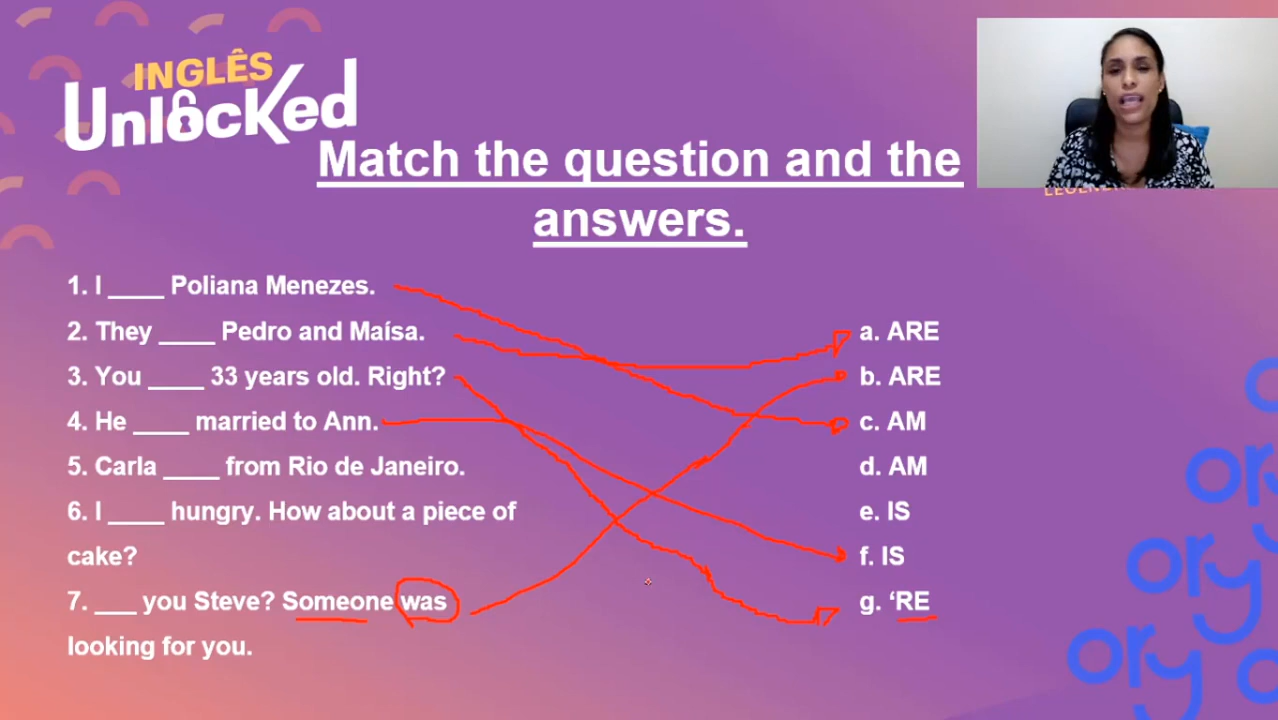 INGLÊS
Unlocked
Match the question and the
answers.
1. I ____ Poliana Menezes.
2. They ____ Pedro and Maísa.
3. You ____ 33 years old. Right?
4. He ____ married to Ann.
5. Carla ____ from Rio de Janeiro.
6. I ____ hungry. How about a piece of
cake?
7. ___ you Steve? Someone was
looking for you.
a. ARE
b. ARE
c. AM
d. AM
e. IS
f. IS
g. ‘RE
ory
ory
ory